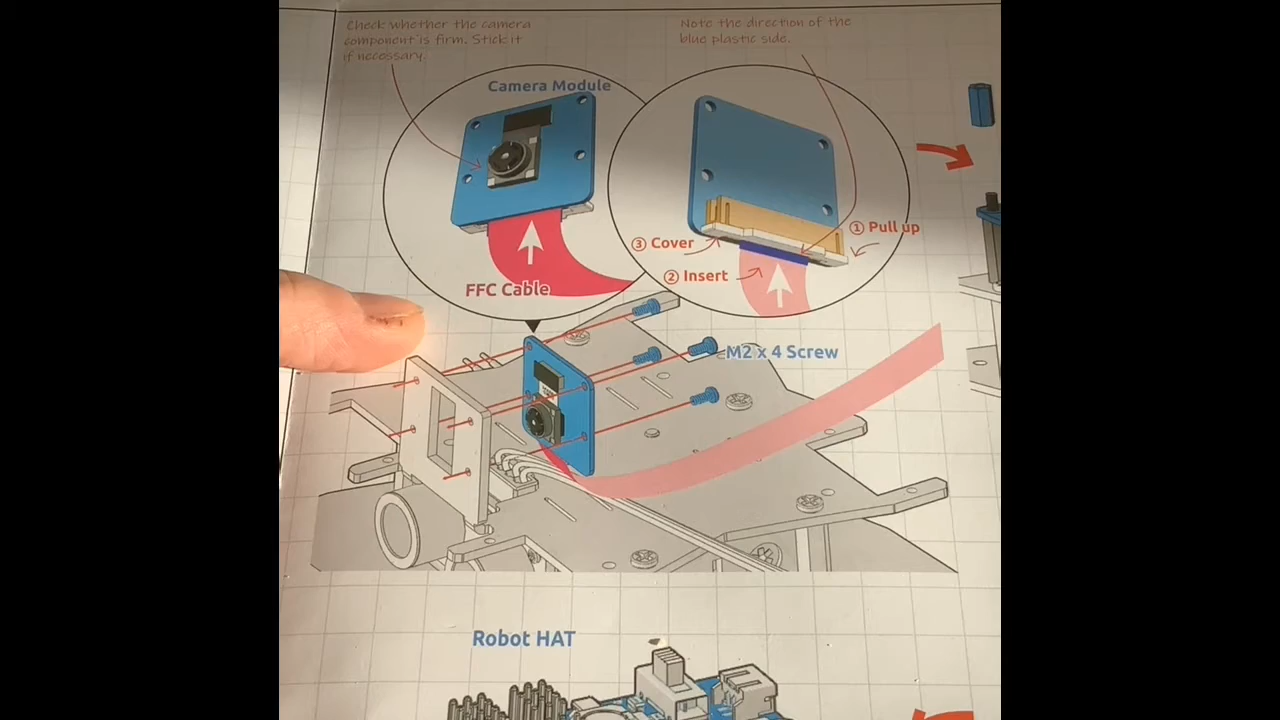 Check whether the camera
component is firm. Stick it
if necessary.
Note the direction of the
blue plastic side.
Camera Module
① Pull up
③ Cover
② Insert
FFC Cable
M2 x 4 Screw
Robot HAT